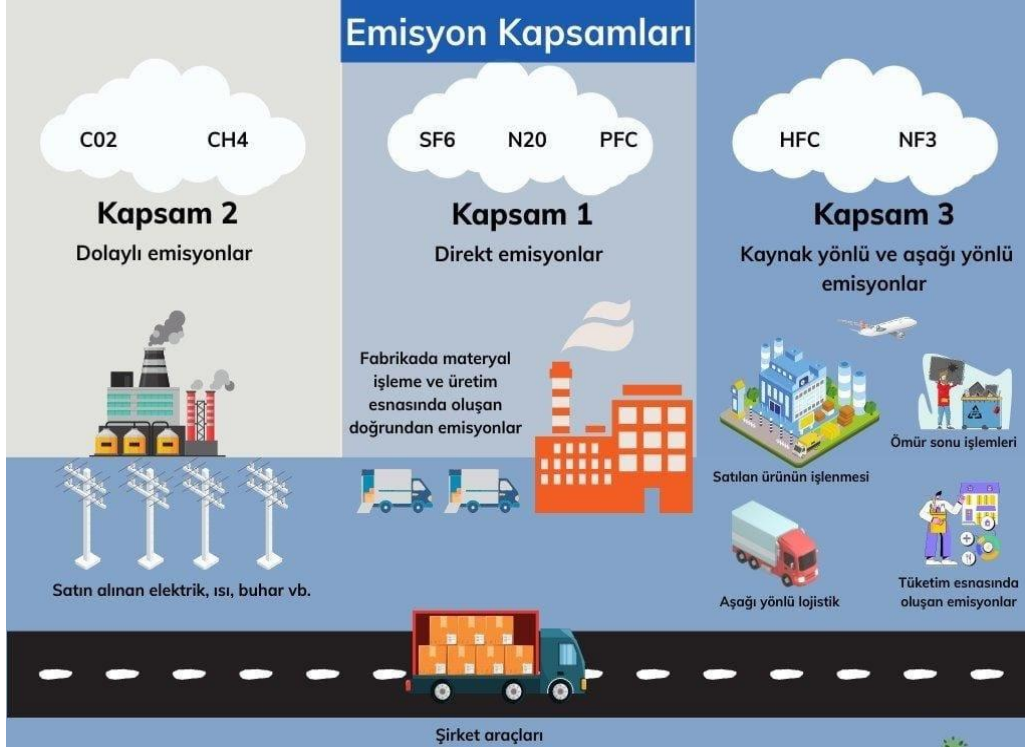 Emisyon Kapsamları
C02 CH4
Kapsam 2
Dolaylı emisyonlar
Satın alınan elektrik, ısı, buhar vb.
SF6 N20 PFC
Kapsam 1
Direkt emisyonlar
Fabrikada materyal
işleme ve üretim
esnasında oluşan
doğrundan emisyonlar
HFC NF3
Kapsam 3
Kaynak yönlü ve aşağı yönlü
emisyonlar
Satılan ürünün işlenmesi
Ömür sonu işlemleri
Aşağı yönlü lojistik
Tüketim esnasında
oluşan emisyonlar
Şirket araçları